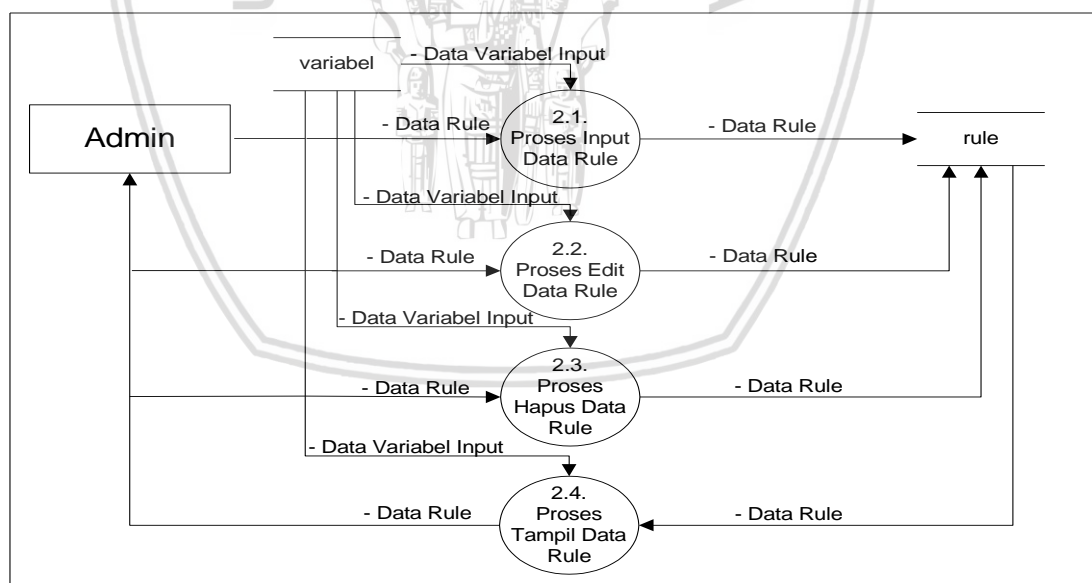 - Data Variabel Input
variabel
Admin
- Data Rule
2.1.
Proses Input
Data Rule
- Data Rule
rule
- Data Variabel Input
- Data Rule
2.2.
Proses Edit
Data Rule
- Data Rule
- Data Variabel Input
- Data Rule
2.3.
Proses
Hapus Data
Rule
- Data Rule
- Data Variabel Input
- Data Rule
2.4.
Proses
Tampil Data
Rule
- Data Rule